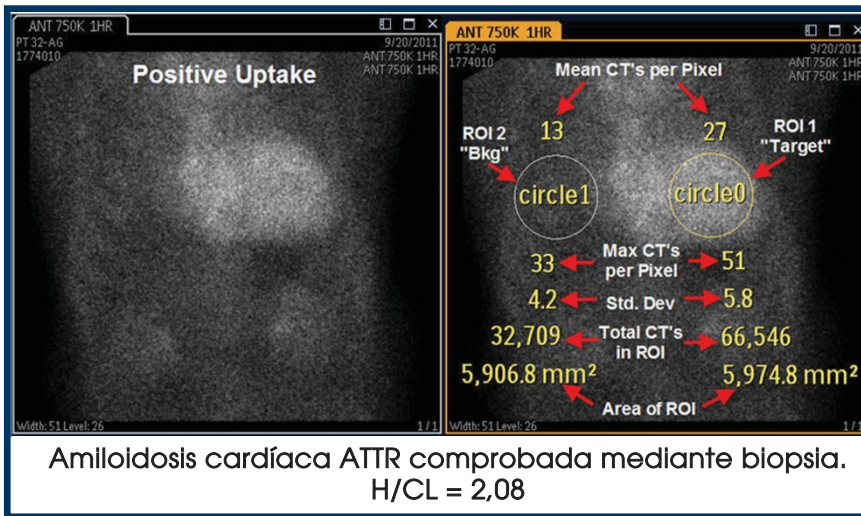 ANT 750K 1HR
PT 32-AG
1774010
9/20/2011
ANT 750K 1HR
ANT 750K 1HR
Positive Uptake
Width: 51 Level: 26
1 / 1
ANT 750K 1HR
PT 32-AG
1774010
9/20/2011
ANT 750K 1HR
ANT 750K 1HR
Mean CT's per Pixel
13
27
ROI 2
"Bkg"
ROI 1
"Target"
circle1
circle0
33
Max CT's
per Pixel
51
4.2
Std. Dev
5.8
32,709
Total CT's
in ROI
66,546
5,906.8 mm²
5,974.8 mm²
Area of ROI
Width: 51 Level: 26
1 / 1
Amiloidosis cardíaca ATTR comprobada mediante biopsia.
H/CL = 2,08